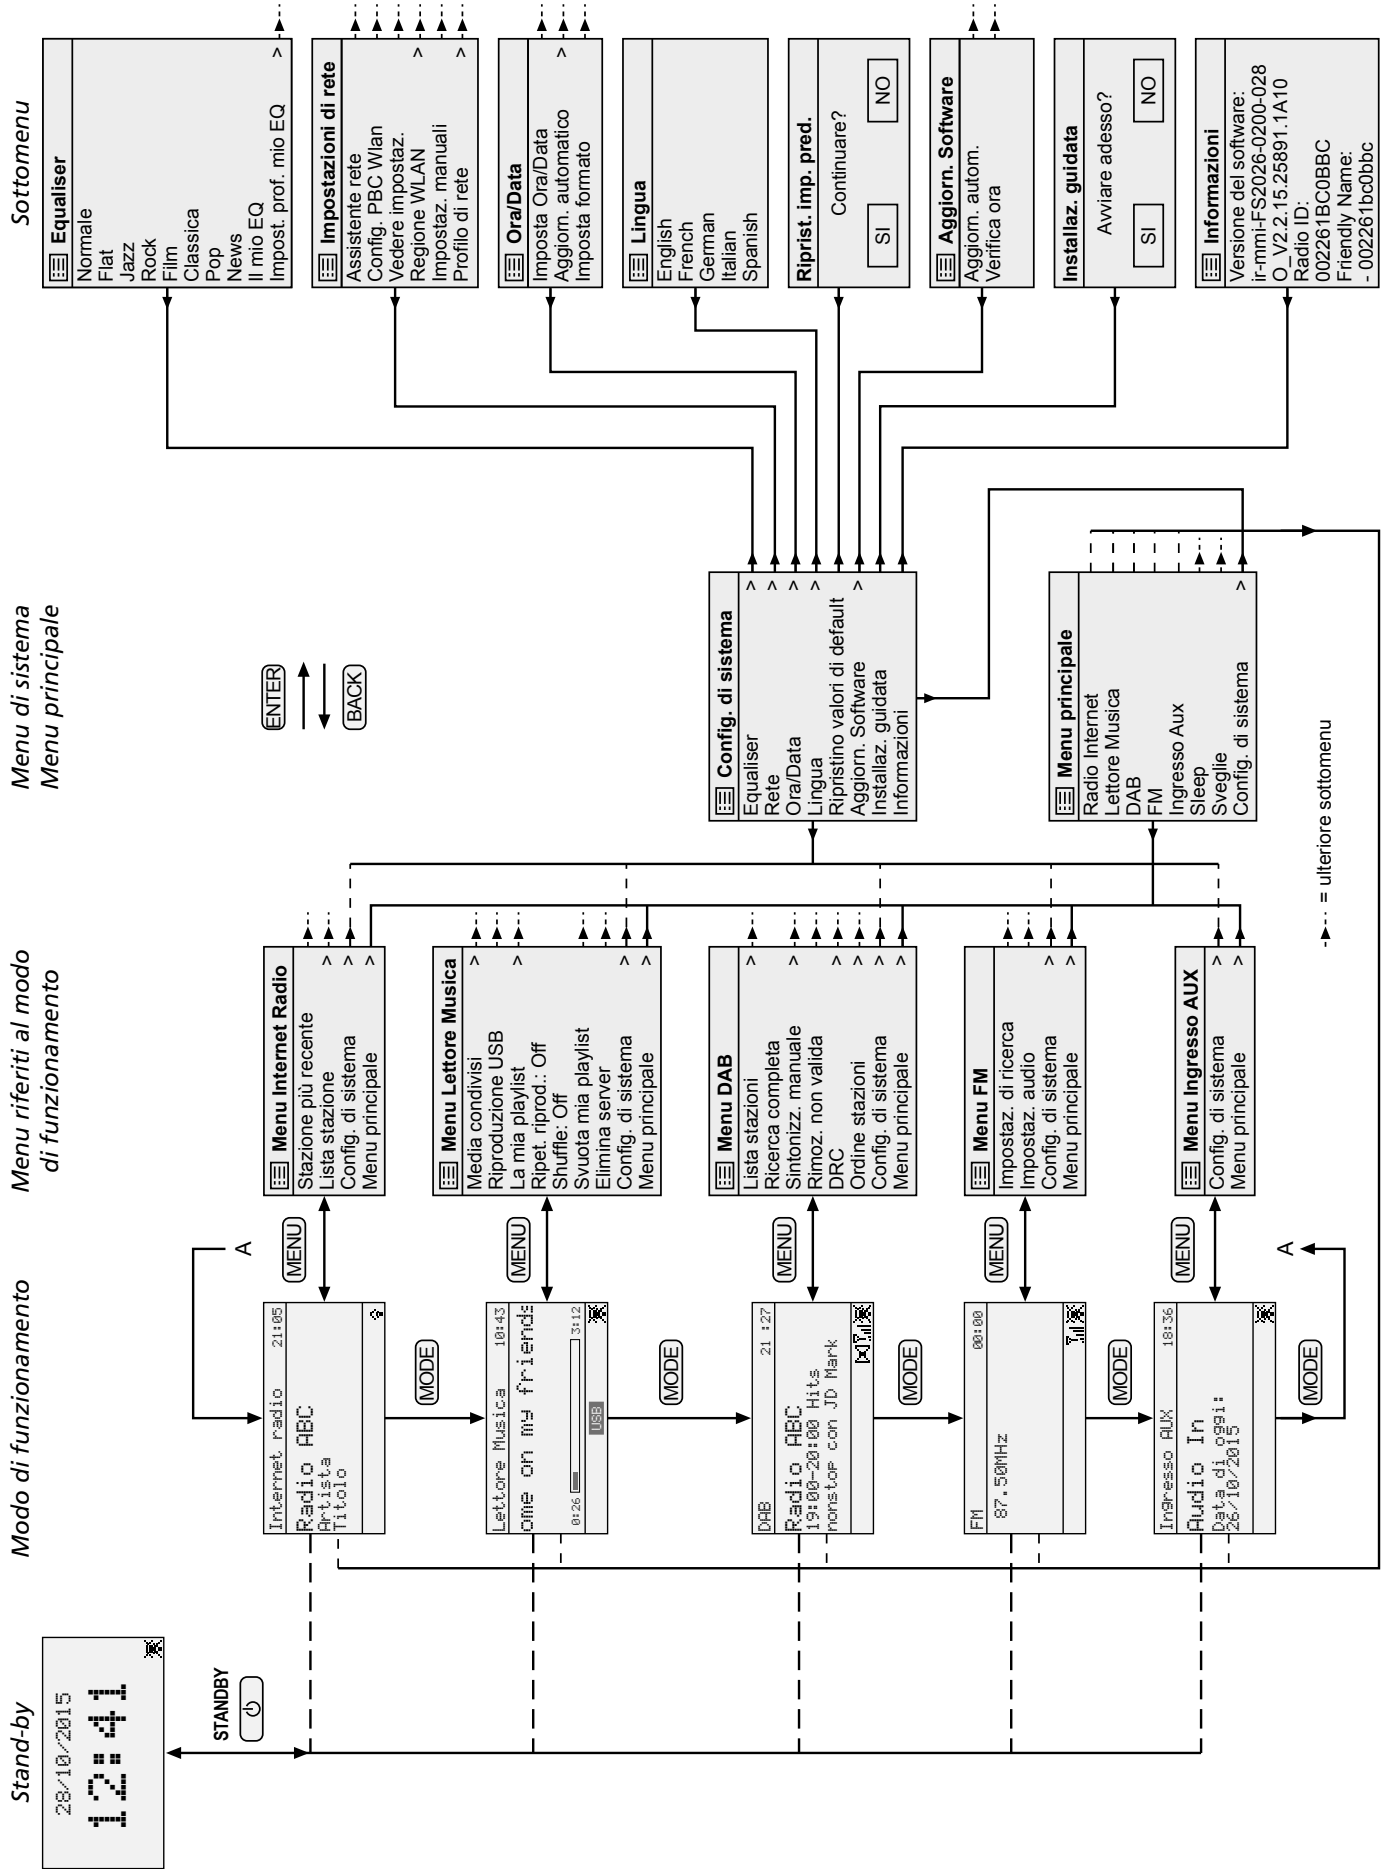 Stand-by
Modo di funzionamento
Menu riferiti al modo
di funzionamento
Menu di sistema
Menu principale
Sottomenu
28/10/2015
12:41
STANDBY
A
Internet radio 21:05
Radio ABC
Artista
Titolo
MODE
Lettore Musica 10:43
ome on my friends
0:26 3:12
USB
MODE
DAB 21 :27
Radio ABC
19:00-20:00 Hits
nonstop con JD Mark
MODE
FM 00:00
87.50MHz
MODE
Ingresso AUX 18:36
Audio In
Data di oggi:
26/10/2015
MODE
A
MENU
Menu Internet Radio
Stazione più recente
Lista stazione >
Config. di sistema >
Menu principale >
MENU
Menu Lettore Musica
Media condivisi >
Riproduzione USB
La mia playlist >
Ripet. riprod.: Off
Shuffle: Off
Svuota mia playlist >
Elimina server >
Config. di sistema >
Menu principale >
MENU
Menu DAB
Lista stazioni >
Ricerca completa
Sintonizz. manuale >
Rimoz. non valida
DRC >
Ordine stazioni >
Config. di sistema >
Menu principale >
MENU
Menu FM
Impostaz. di ricerca
Impostaz. audio
Config. di sistema >
Menu principale >
MENU
Menu Ingresso AUX
Config. di sistema >
Menu principale >
= ulteriore sottomenu
ENTER
BACK
Config. di sistema
Equaliser >
Rete >
Ora/Data >
Lingua >
Ripristino valori di default
Aggiorn. Software >
Installaz. guidata
Informazioni
Menu principale
Radio Internet
Lettore Musica
DAB
FM
Ingresso Aux
Sleep
Sveglie
Config. di sistema >
Equaliser
Normale
Flat
Jazz
Rock
Film
Classica
Pop
News
Il mio EQ
Impost. prof. mio EQ >
Impostazioni di rete
Assistente rete
Config. PBC Wlan
Vedere impostaz.
Regione WLAN >
Impostaz. manuali
Profilo di rete >
Ora/Data
Imposta Ora/Data
Aggiorn. automatico >
Imposta formato
Lingua
English
French
German
Italian
Spanish
Riprist. imp. pred.
Continuare?
SI NO
Aggiorn. Software
Aggiorn. autom.
Verifica ora
Installaz. guidata
Avviare adesso?
SI NO
Informazioni
Versione del software:
ir-mmi-FS2026-0200-028
O_V2.2.15.25891.1A10
Radio ID:
002261BC0BBC
Friendly Name:
- 002261bc0bbc